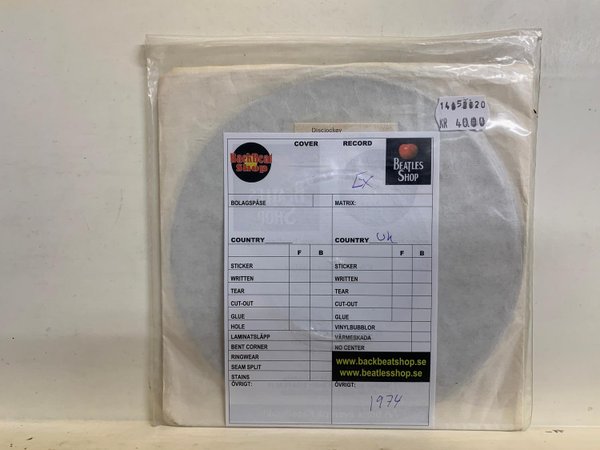 Discjockey
14058020
KR 40.00
COVER RECORD
BackBeat Shop
EX
BEATLES SHOP
BOLAGSPÅSE MATRIX:
COUNTRY COUNTRY UK
F B F B
STICKER STICKER
WRITTEN WRITTEN
TEAR TEAR
CUT-OUT CUT-OUT
GLUE GLUE
HOLE VINYLBUBBLOR
LAMINATSLÄPP VÄRMESKADA
BENT CORNER NO CENTER
RINGWEAR
SEAM SPLIT
STAINS
www.backbeatshop.se
www.beatlesshop.se
ÖVRIGT: ÖVRIGT:
1974